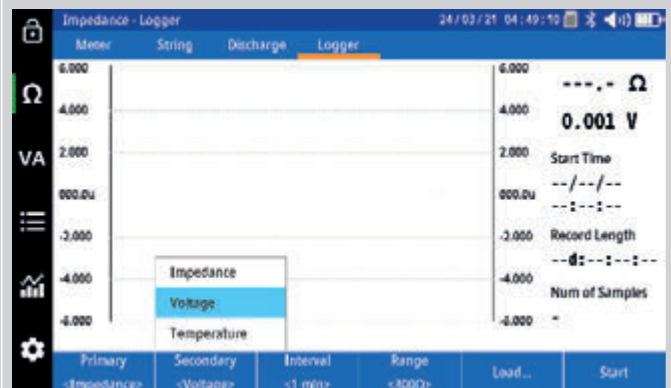 Impedance - Logger 24/03/21 04:49:10
Meter String Discharge Logger
6.000 6.000
---.- Ω
Ω
4.000 4.000
0.001 V
VA
2.000 2.000
Start Time
--/--/--
000.0u 000.0u
--:--:--
-2.000 -2.000
Record Length
--d:--:--:--
Impedance
-4.000 -4.000
Num of Samples
Voltage
-6.000 -6.000
-
Temperature
Primary Secondary Interval Range
Load... Start
<Impedance> <Voltage> <1 min> <300Ω>